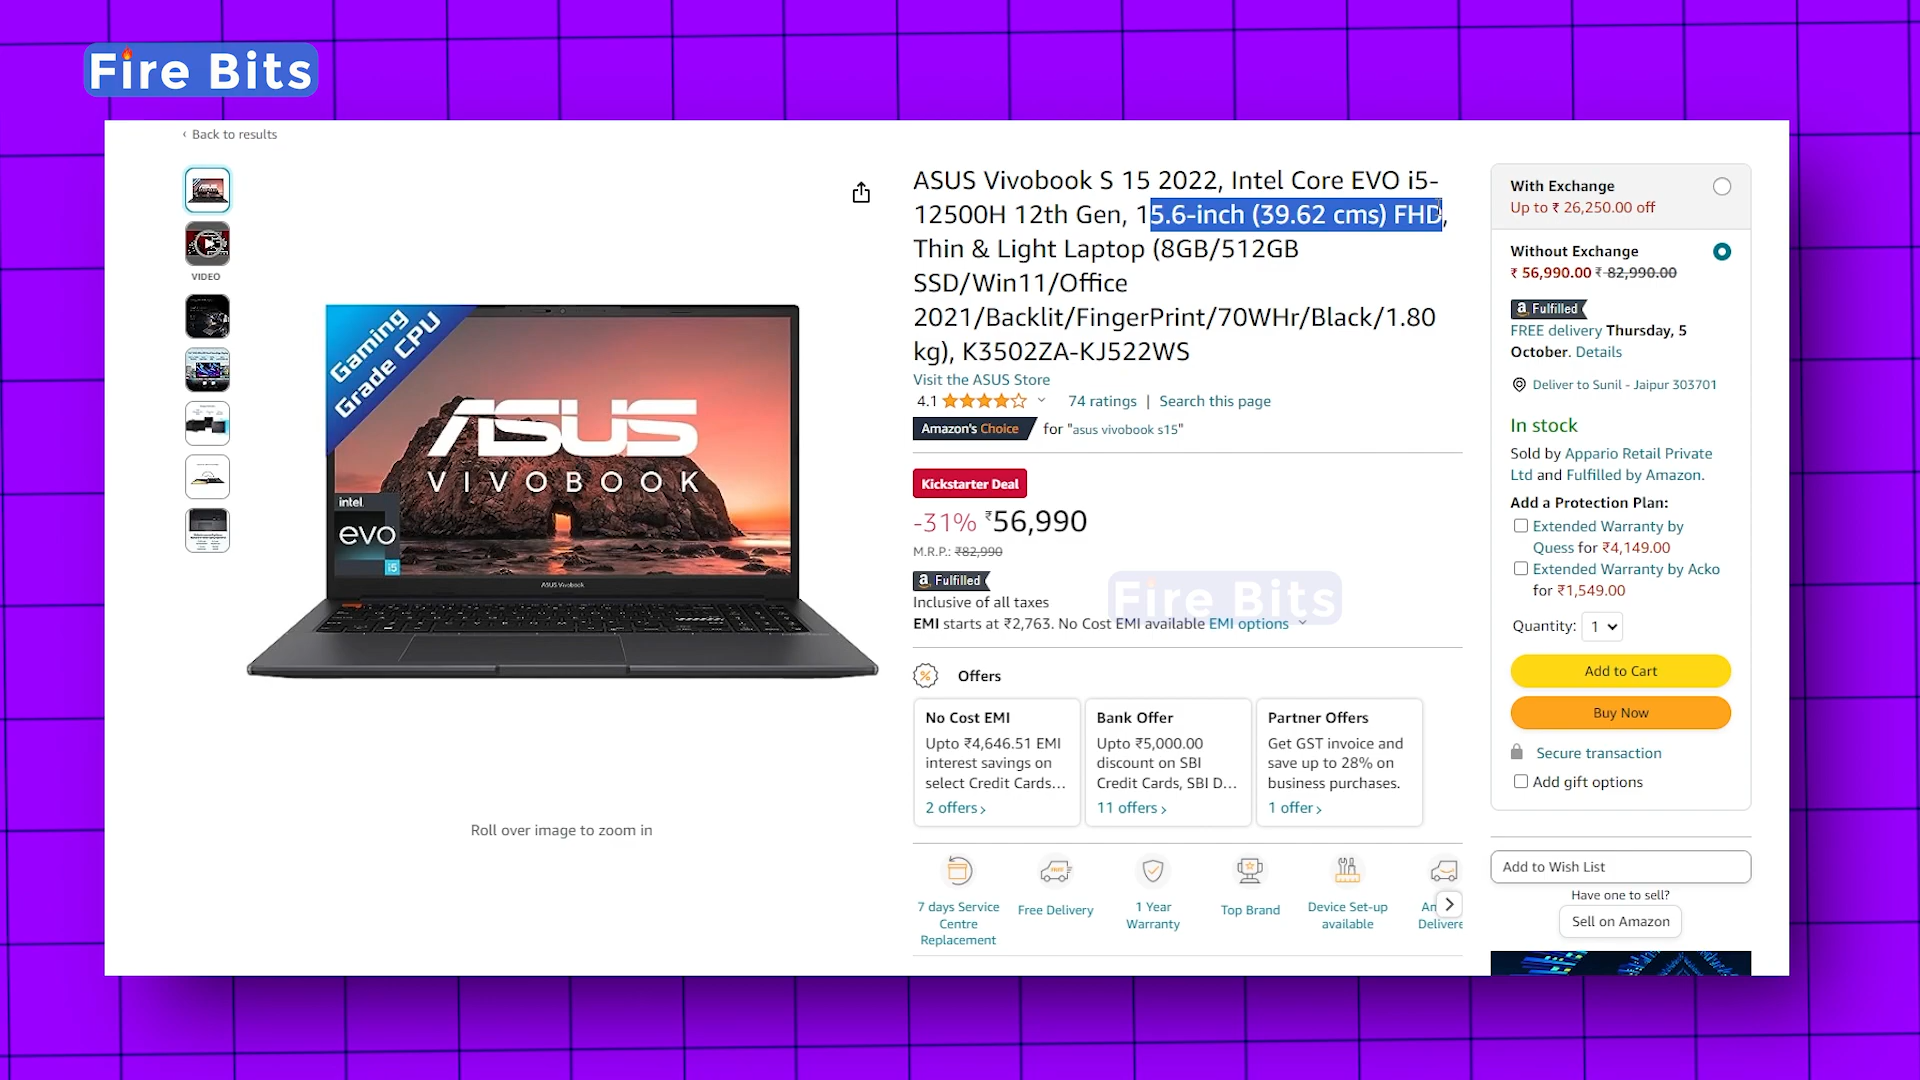 Fire Bits
‹ Back to results
VIDEO
Gaming
Grade CPU
ASUS
VIVOBOOK
intel.
evo
i5
ASUS Vivobook
Roll over image to zoom in
ASUS Vivobook S 15 2022, Intel Core EVO i5-
12500H 12th Gen, 15.6-inch (39.62 cms) FHD,
Thin & Light Laptop (8GB/512GB
SSD/Win11/Office
2021/Backlit/FingerPrint/70WHr/Black/1.80
kg), K3502ZA-KJ522WS
Visit the ASUS Store
4.1
74 ratings | Search this page
Amazon's Choice for "asus vivobook s15"
Kickstarter Deal
-31% ₹56,990
M.R.P.: ₹82,990
a Fulfilled
Fire Bits
Inclusive of all taxes
EMI starts at ₹2,763. No Cost EMI available EMI options
% Offers
No Cost EMI
Upto ₹4,646.51 EMI
interest savings on
select Credit Cards...
2 offers ›
Bank Offer
Upto ₹5,000.00
discount on SBI
Credit Cards, SBI D...
11 offers ›
Partner Offers
Get GST invoice and
save up to 28% on
business purchases.
1 offer ›
7 days Service
Centre
Replacement
Free Delivery
1 Year
Warranty
Top Brand
Device Set-up
available
Delivere
With Exchange
Up to ₹ 26,250.00 off
Without Exchange
₹ 56,990.00 ₹ 82,990.00
a Fulfilled
FREE delivery Thursday, 5
October. Details
Deliver to Sunil - Jaipur 303701
In stock
Sold by Appario Retail Private
Ltd and Fulfilled by Amazon.
Add a Protection Plan:
Extended Warranty by
Quess for ₹4,149.00
Extended Warranty by Acko
for ₹1,549.00
Quantity: 1
Add to Cart
Buy Now
Secure transaction
Add gift options
Add to Wish List
Have one to sell?
Sell on Amazon